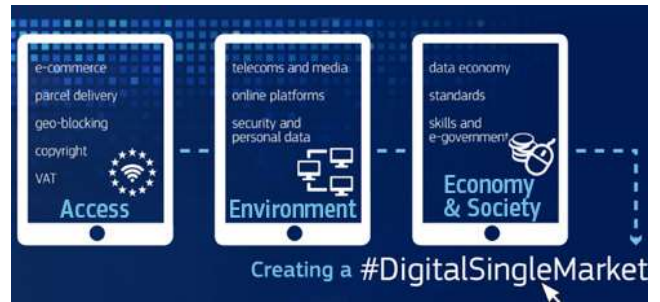 e-commerce
parcel delivery
geo-blocking
copyright
VAT
Access
telecoms and media
online platforms
security and
personal data
Environment
data economy
standards
skills and
e-government
Economy
& Society
Creating a #DigitalSingleMarket